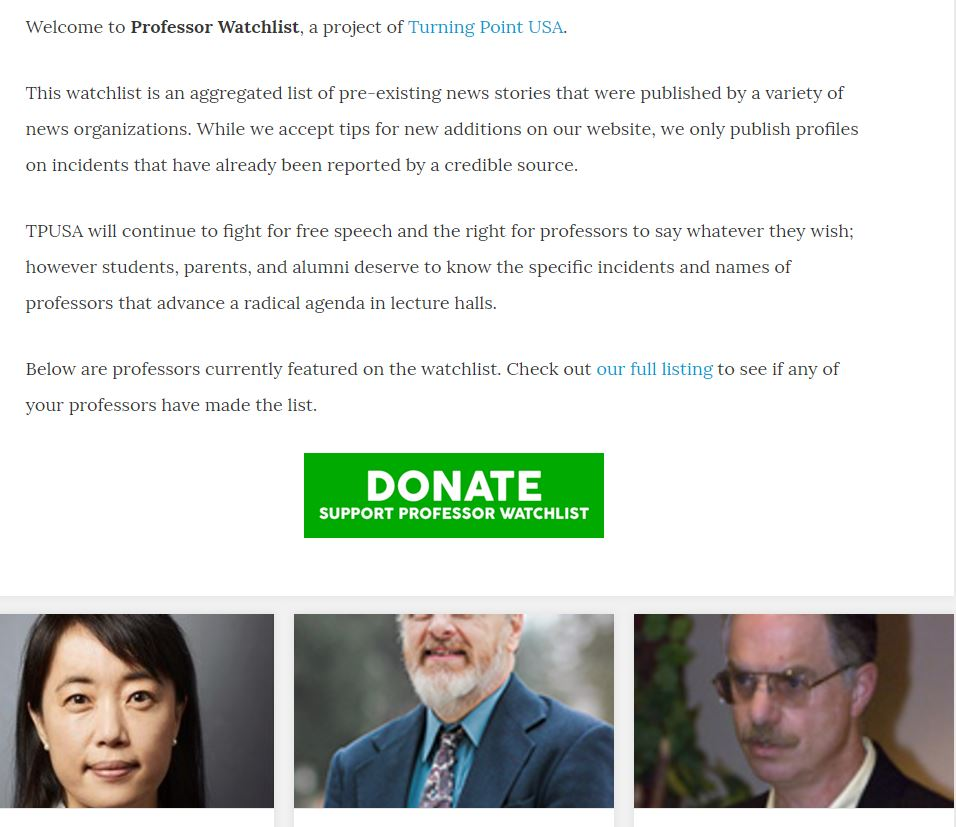 Welcome to Professor Watchlist, a project of Turning Point USA.
This watchlist is an aggregated list of pre-existing news stories that were published by a variety of
news organizations. While we accept tips for new additions on our website, we only publish profiles
on incidents that have already been reported by a credible source.
TPUSA will continue to fight for free speech and the right for professors to say whatever they wish;
however students, parents, and alumni deserve to know the specific incidents and names of
professors that advance a radical agenda in lecture halls.
Below are professors currently featured on the watchlist. Check out our full listing to see if any of
your professors have made the list.
DONATE
SUPPORT PROFESSOR WATCHLIST